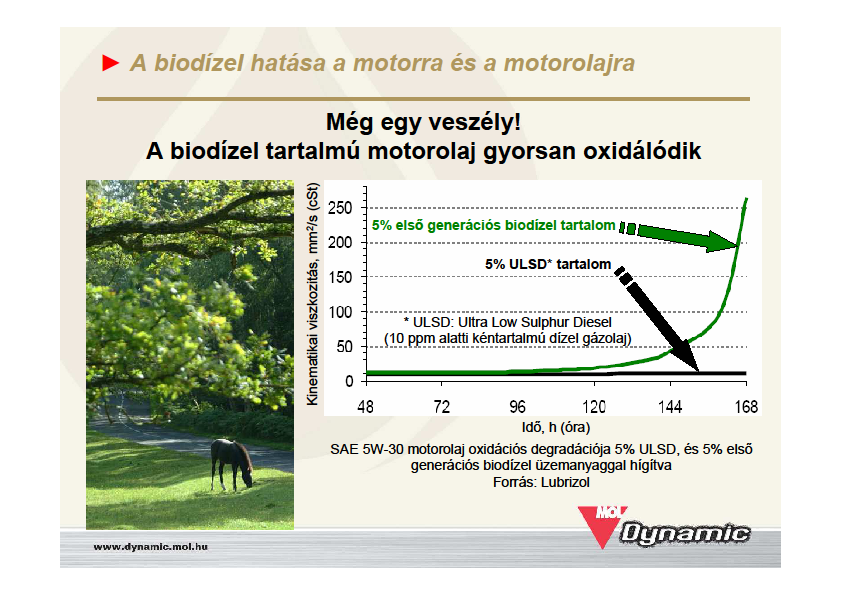 ► A biodízel hatása a motorra és a motorolajra
Még egy veszély!
A biodízel tartalmú motorolaj gyorsan oxidálódik
Kinematikai viszkozitás, mm²/s (cSt)
250
200
150
100
50
0
5% első generációs biodízel tartalom
5% ULSD* tartalom
* ULSD: Ultra Low Sulphur Diesel
(10 ppm alatti kéntartalmú dízel gázolaj)
48 72 96 120 144 168
Idő, h (óra)
SAE 5W-30 motorolaj oxidációs degradációja 5% ULSD, és 5% első
generációs biodízel üzemanyaggal hígítva
Forrás: Lubrizol
Mol
Dynamic
www.dynamic.mol.hu